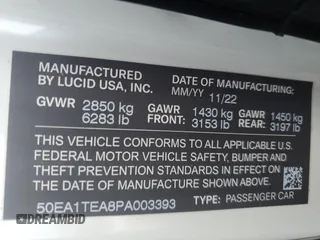 MANUFACTURED DATE OF MANUFACTURING:
BY LUCID USA, INC. MM/YY 11/22
GVWR 2850 kg GAWR 1430 kg GAWR 1450 kg
6283 lb FRONT: 3153 lb REAR: 3197 lb
THIS VEHICLE CONFORMS TO ALL APPLICABLE U.S.
FEDERAL MOTOR VEHICLE SAFETY, BUMPER AND
THEFT PREVENTION STANDARDS IN EFFECT ON THE
DATE OF MANUFACTURE SHOWN ABOVE.
50EA1TEA8PA003393 TYPE: PASSENGER CAR